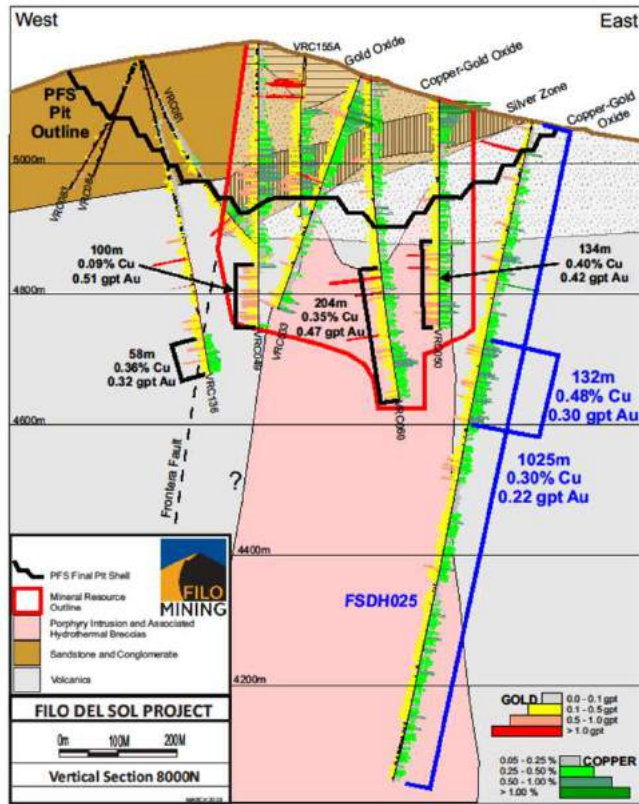 West
East
VRC155A
Gold Oxide
Copper-Gold Oxide
Silver Zone
Copper-Gold
Oxide
PFS
Pit
Outline
VRC061
VRC083
VRC084
5000m
100m
0.09% Cu
0.51 gpt Au
134m
0.40% Cu
0.42 gpt Au
4800m
204m
0.35% Cu
0.47 gpt Au
58m
0.36% Cu
0.32 gpt Au
VRC049
VRC050
VRC060
132m
0.48% Cu
0.30 gpt Au
4600m
1025m
0.30% Cu
0.22 gpt Au
Frontera Fault
?
4400m
FSDH025
4200m
PFS Final Pit Shell
Mineral Resource
Outline
Porphyry Intrusion and Associated
Hydrothermal Breccias
Sandstone and Conglomerate
Volcanics
FILO
MINING
FILO DEL SOL PROJECT
0m 100M 200M
Vertical Section 8000N
GOLD
0.0 - 0.1 gpt
0.1 - 0.5 gpt
0.5 - 1.0 gpt
> 1.0 gpt
COPPER
0.05 - 0.25 %
0.25 - 0.50%
0.50 - 1.00 %
> 1.00 %